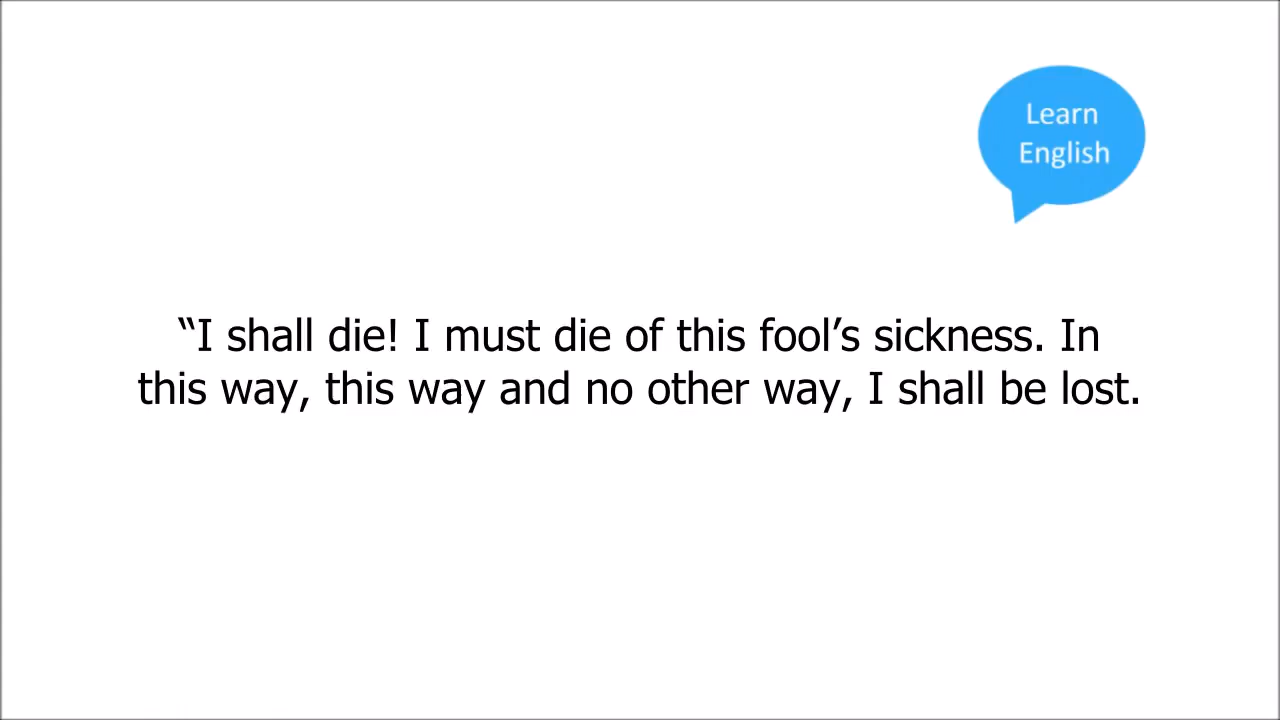 Learn
English
“I shall die! I must die of this fool’s sickness. In
this way, this way and no other way, I shall be lost.